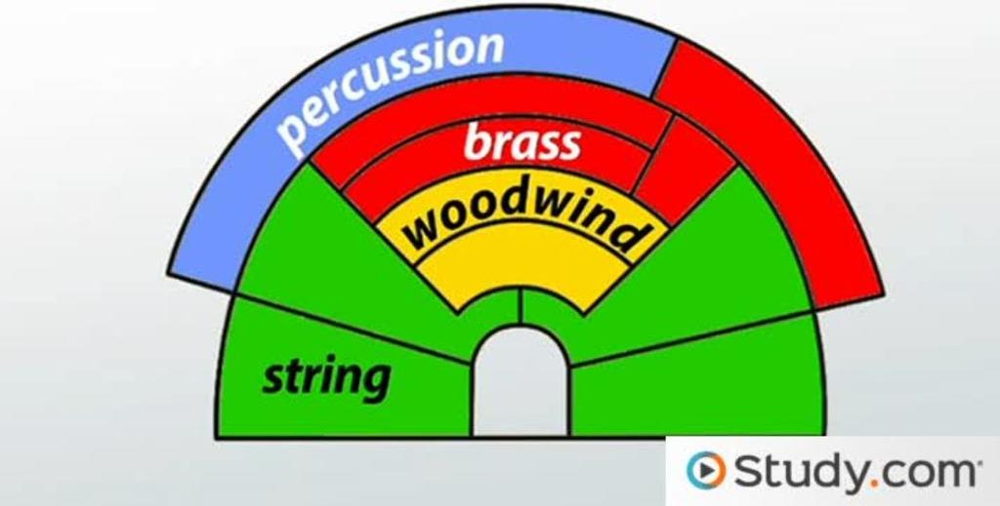 percussion
brass
woodwind
string
Study.com